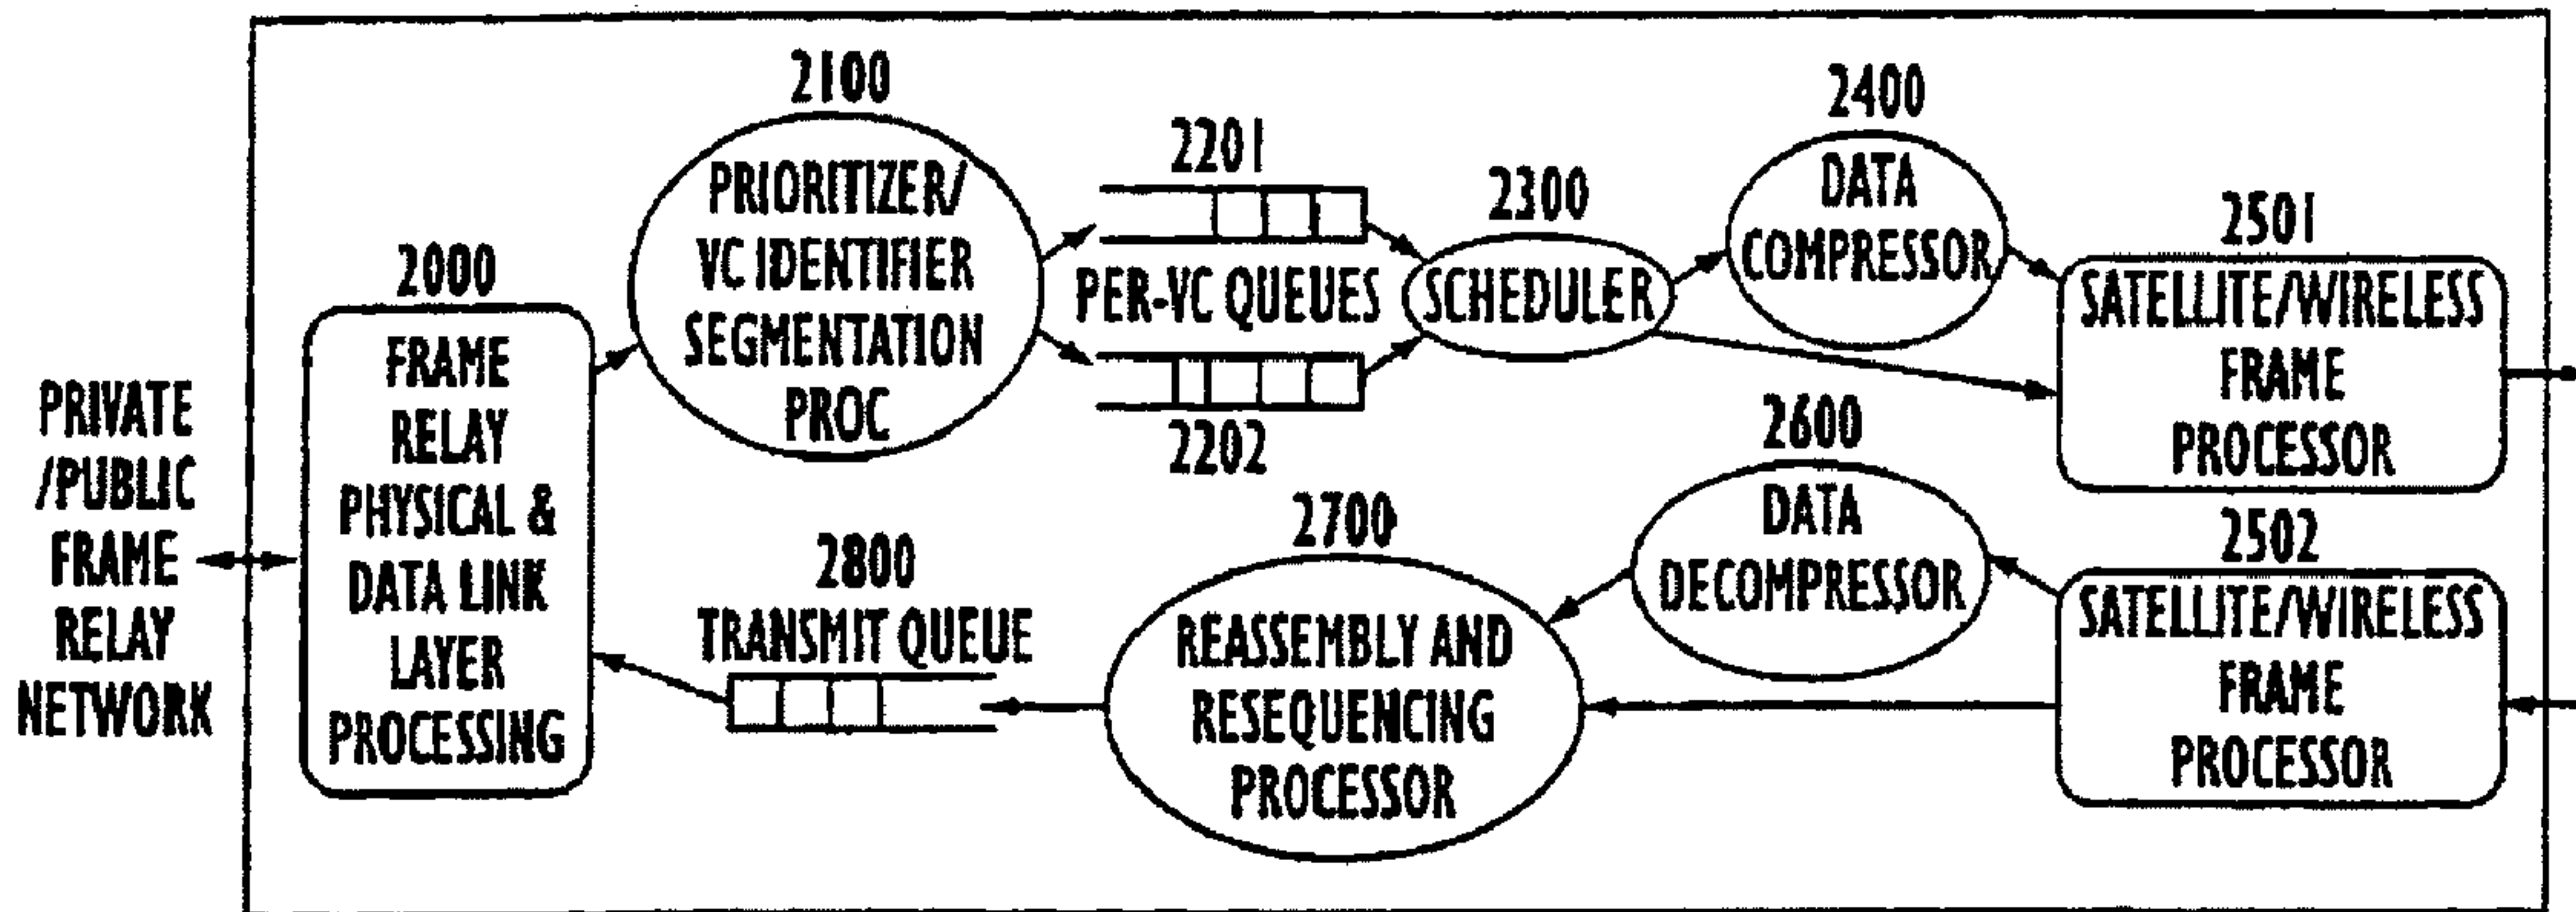 PRIVATE
/PUBLIC
FRAME
RELAY
NETWORK
2000
FRAME
RELAY
PHYSICAL &
DATA LINK
LAYER
PROCESSING
2100
PRIORITIZER/
VC IDENTIFIER
SEGMENTATION
PROC
2201
PER-VC QUEUES
2202
2300
SCHEDULER
2400
DATA
COMPRESSOR
2501
SATELLITE/WIRELESS
FRAME
PROCESSOR
2502
SATELLITE/WIRELESS
FRAME
PROCESSOR
2600
DATA
DECOMPRESSOR
2700
REASSEMBLY AND
RESEQUENCING
PROCESSOR
2800
TRANSMIT QUEUE